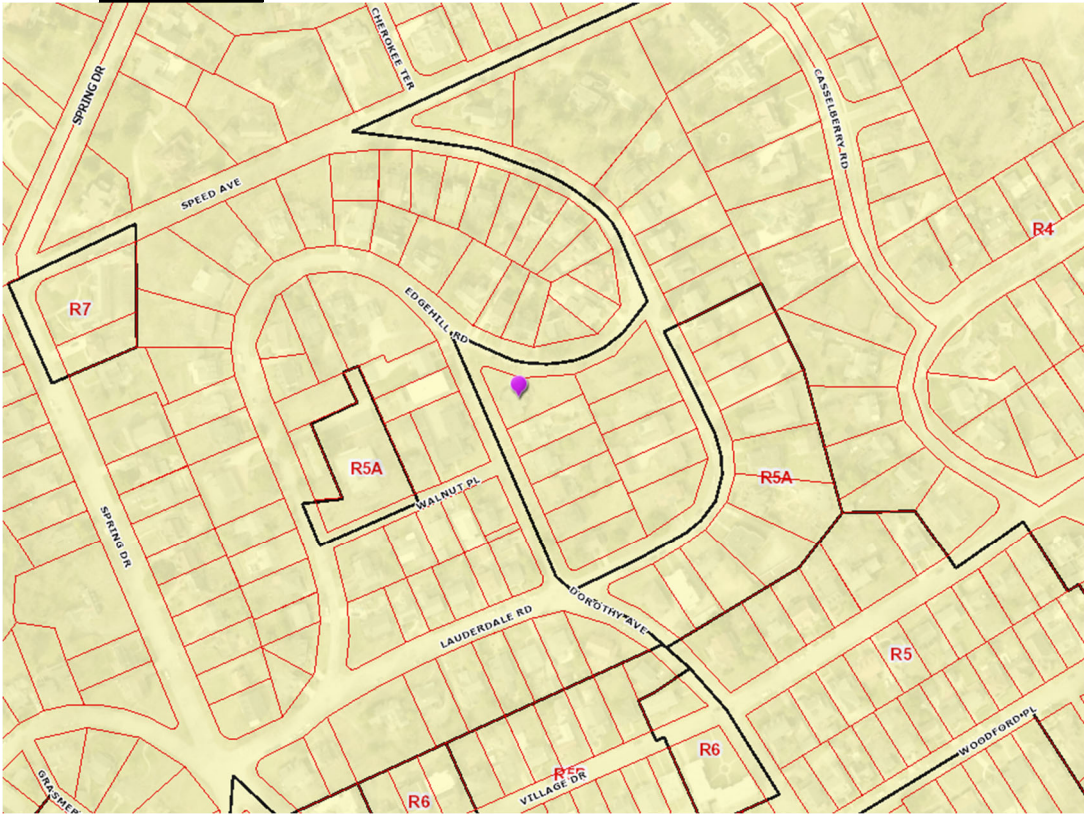 CHEROKEE TER
SPRING DR
CASSELBERRY RD
SPEED AVE
R4
R7
EDGEHILL RD
R5A
R5A
WALNUT PL
SPRING DR
DOROTHY AVE
LAUDERDALE RD
R5
WOODFORD PL
R6
VILLAGE DR
R6